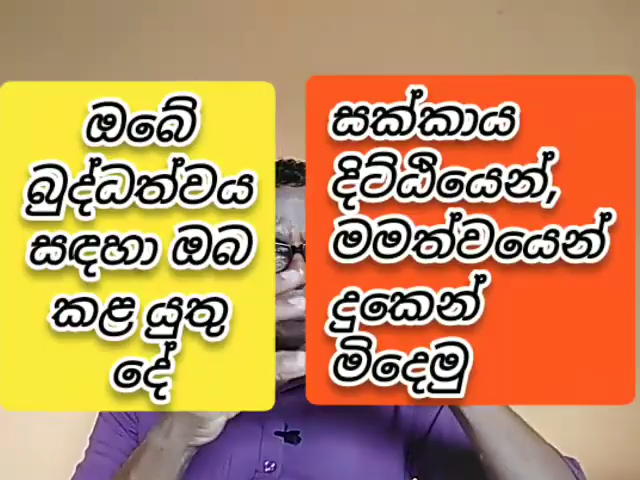 ඔබේ
බුද්ධත්වය
සඳහා ඔබ
කළ යුතු
දේ
සක්කාය
දිට්ඨියෙන්,
මමත්වයෙන්
දුකෙන්
මිදෙමු